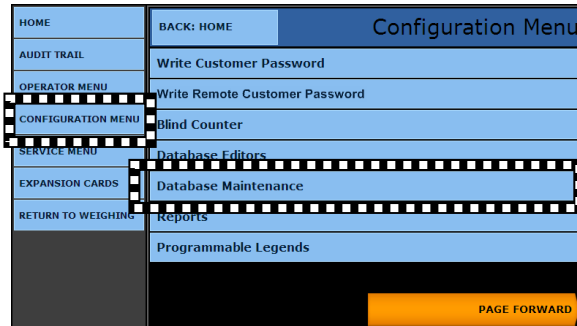 HOME
AUDIT TRAIL
OPERATOR MENU
CONFIGURATION MENU
SERVICE MENU
EXPANSION CARDS
RETURN TO WEIGHING
BACK: HOME
Configuration Menu
Write Customer Password
Write Remote Customer Password
Blind Counter
Database Editors
Database Maintenance
Reports
Programmable Legends
PAGE FORWARD